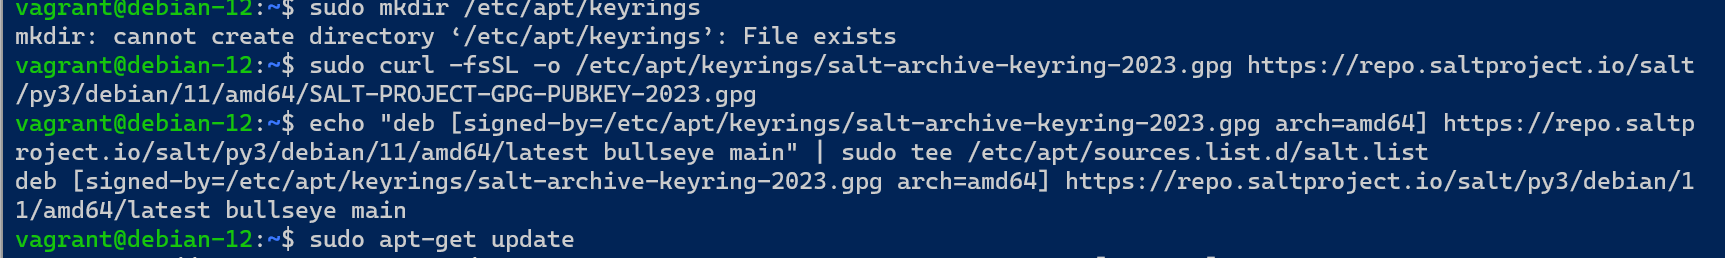 vagrant@debian-12:~$ sudo mkdir /etc/apt/keyrings
mkdir: cannot create directory ‘/etc/apt/keyrings’: File exists
vagrant@debian-12:~$ sudo curl -fsSL -o /etc/apt/keyrings/salt-archive-keyring-2023.gpg https://repo.saltproject.io/salt
/py3/debian/11/amd64/SALT-PROJECT-GPG-PUBKEY-2023.gpg
vagrant@debian-12:~$ echo "deb [signed-by=/etc/apt/keyrings/salt-archive-keyring-2023.gpg arch=amd64] https://repo.saltp
roject.io/salt/py3/debian/11/amd64/latest bullseye main" | sudo tee /etc/apt/sources.list.d/salt.list
deb [signed-by=/etc/apt/keyrings/salt-archive-keyring-2023.gpg arch=amd64] https://repo.saltproject.io/salt/py3/debian/1
1/amd64/latest bullseye main
vagrant@debian-12:~$ sudo apt-get update